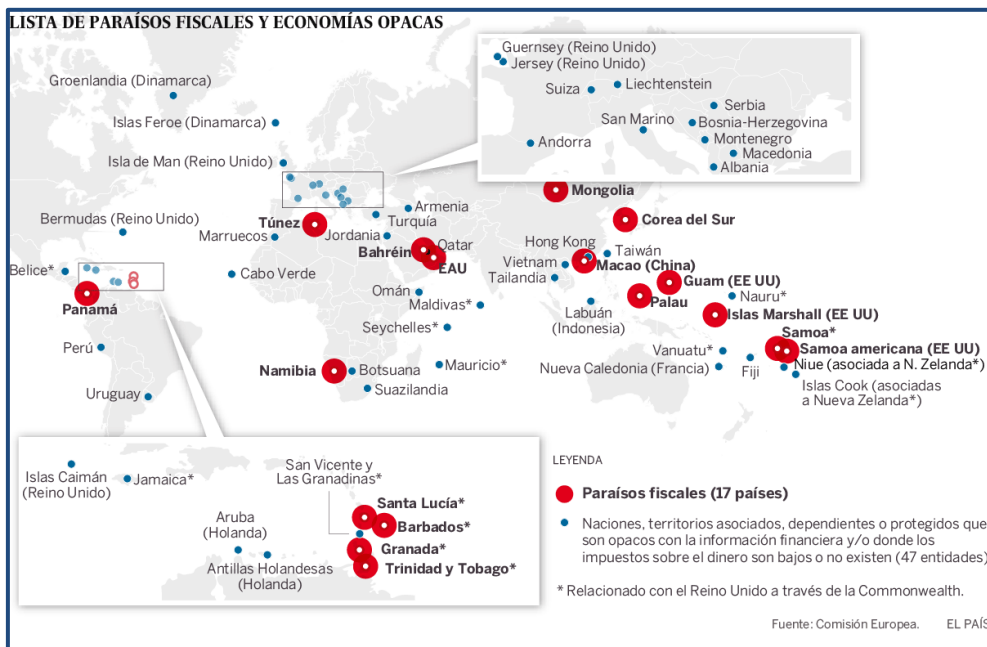 LISTA DE PARAÍSOS FISCALES Y ECONOMÍAS OPACAS
Groenlandia (Dinamarca)
Islas Feroe (Dinamarca)
Isla de Man (Reino Unido)
Bermudas (Reino Unido)
Belice*
Panamá
Perú
Uruguay
Túnez
Marruecos
Cabo Verde
Armenia
Turquía
Jordania
Bahréin
Qatar
EAU
Omán
Maldivas*
Seychelles*
Mauricio*
Namibia
Botsuana
Suazilandia
Guernsey (Reino Unido)
Jersey (Reino Unido)
Suiza
Liechtenstein
San Marino
Andorra
Serbia
Bosnia-Herzegovina
Montenegro
Macedonia
Albania
Mongolia
Corea del Sur
Hong Kong
Taiwán
Vietnam
Macao (China)
Tailandia
Guam (EE UU)
Palau
Nauru*
Labuán
(Indonesia)
Islas Marshall (EE UU)
Samoa*
Vanuatu*
Samoa americana (EE UU)
Nueva Caledonia (Francia)
Fiji
Niue (asociada a N. Zelanda*)
Islas Cook (asociadas
a Nueva Zelanda*)
Islas Caimán
(Reino Unido)
Jamaica*
San Vicente y
Las Granadinas*
Santa Lucía*
Barbados*
Aruba
(Holanda)
Granada*
Antillas Holandesas
(Holanda)
Trinidad y Tobago*
LEYENDA
Paraísos fiscales (17 países)
Naciones, territorios asociados, dependientes o protegidos que
son opacos con la información financiera y/o donde los
impuestos sobre el dinero son bajos o no existen (47 entidades)
* Relacionado con el Reino Unido a través de la Commonwealth.
Fuente: Comisión Europea. EL PAÍS